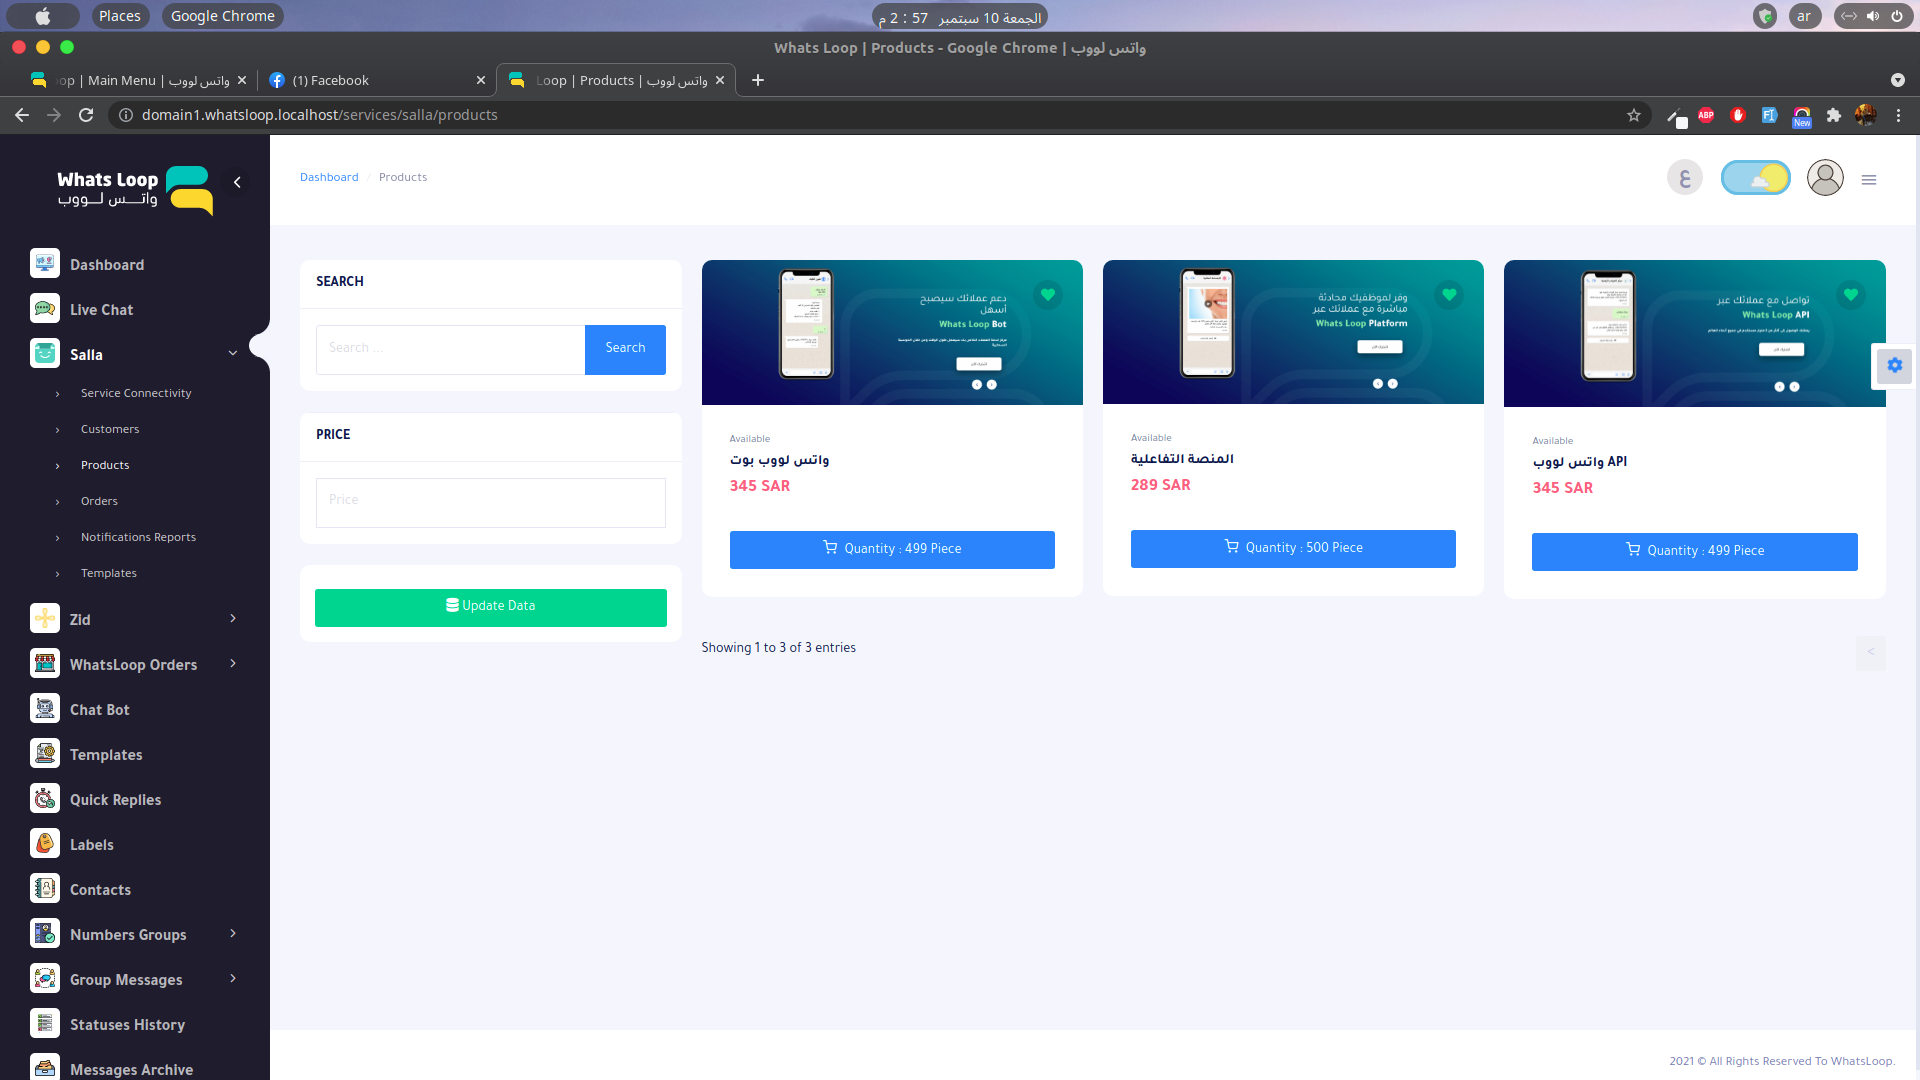 Places
Google Chrome
الجمعة 10 سبتمبر 57 : 2 م
ar
Whats Loop | Products - Google Chrome | واتس لووب
op | Main Menu | واتس لووب
(1) Facebook
Loop | Products | واتس لووب
domain1.whatsloop.localhost/services/salla/products
ABP
New
Whats Loop
واتــس لـــووب
Dashboard
Live Chat
Salla
Service Connectivity
Customers
Products
Orders
Notifications Reports
Templates
Zid
WhatsLoop Orders
Chat Bot
Templates
Quick Replies
Labels
Contacts
Numbers Groups
Group Messages
Statuses History
Messages Archive
Dashboard / Products
ع
SEARCH
Search ...
Search
PRICE
Price
Update Data
دعم عملائك سيصبح
أسهل
Whats Loop Bot
Available
واتس لووب بوت
345 SAR
Quantity : 499 Piece
وفر لموظفيك محادثة
مباشرة مع عملائك عبر
Whats Loop Platform
Available
المنصة التفاعلية
289 SAR
Quantity : 500 Piece
تواصل مع عملائك عبر
Whats Loop API
Available
واتس لووب API
345 SAR
Quantity : 499 Piece
Showing 1 to 3 of 3 entries
<
2021 © All Rights Reserved To WhatsLoop.